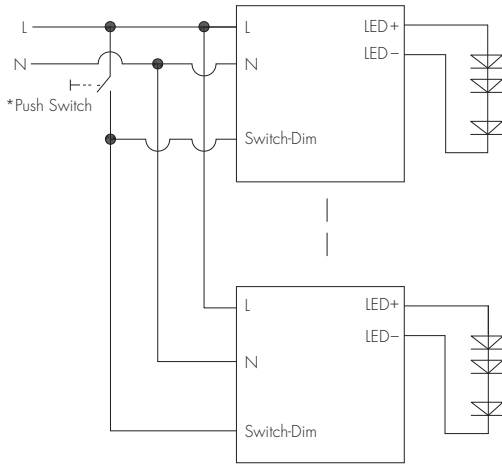 L
L
LED+
N
N
LED–
*Push Switch
Switch-Dim
L
LED+
N
LED–
Switch-Dim